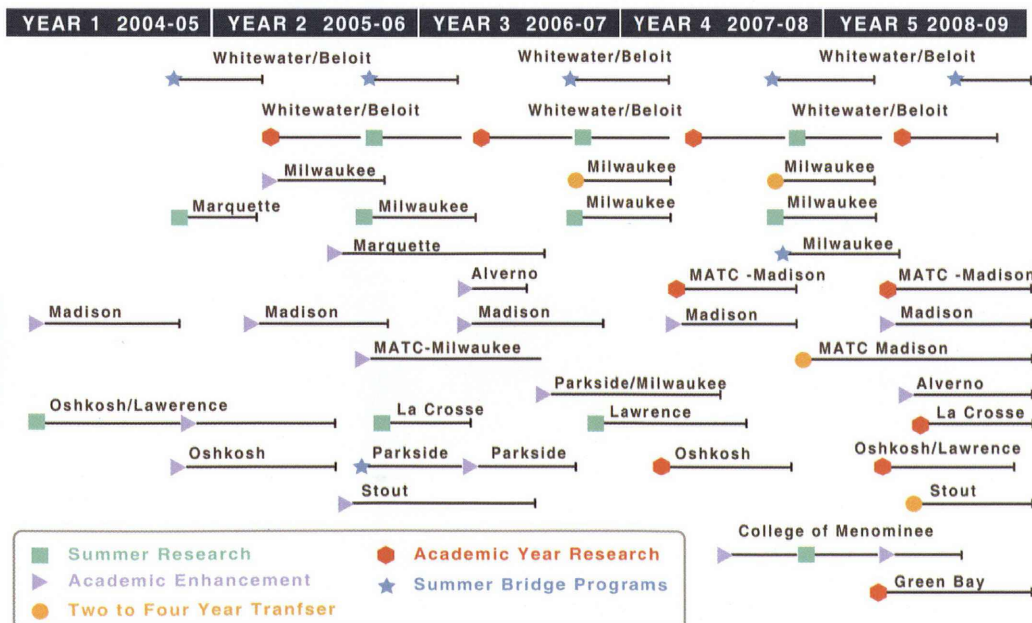 YEAR 1 2004-05 YEAR 2 2005-06 YEAR 3 2006-07 YEAR 4 2007-08 YEAR 5 2008-09
Whitewater/Beloit Whitewater/Beloit Whitewater/Beloit
Whitewater/Beloit Whitewater/Beloit Whitewater/Beloit
Milwaukee Milwaukee Milwaukee
Marquette Milwaukee Milwaukee Milwaukee
Marquette Milwaukee
Alverno MATC -Madison MATC -Madison
Madison Madison Madison Madison Madison
MATC-Milwaukee MATC Madison
Parkside/Milwaukee Alverno
Oshkosh/Lawerence La Crosse Lawrence La Crosse
Oshkosh Parkside Parkside Oshkosh Oshkosh/Lawrence
Stout Stout
College of Menominee
Green Bay
Summer Research Academic Year Research
Academic Enhancement Summer Bridge Programs
Two to Four Year Tranfser